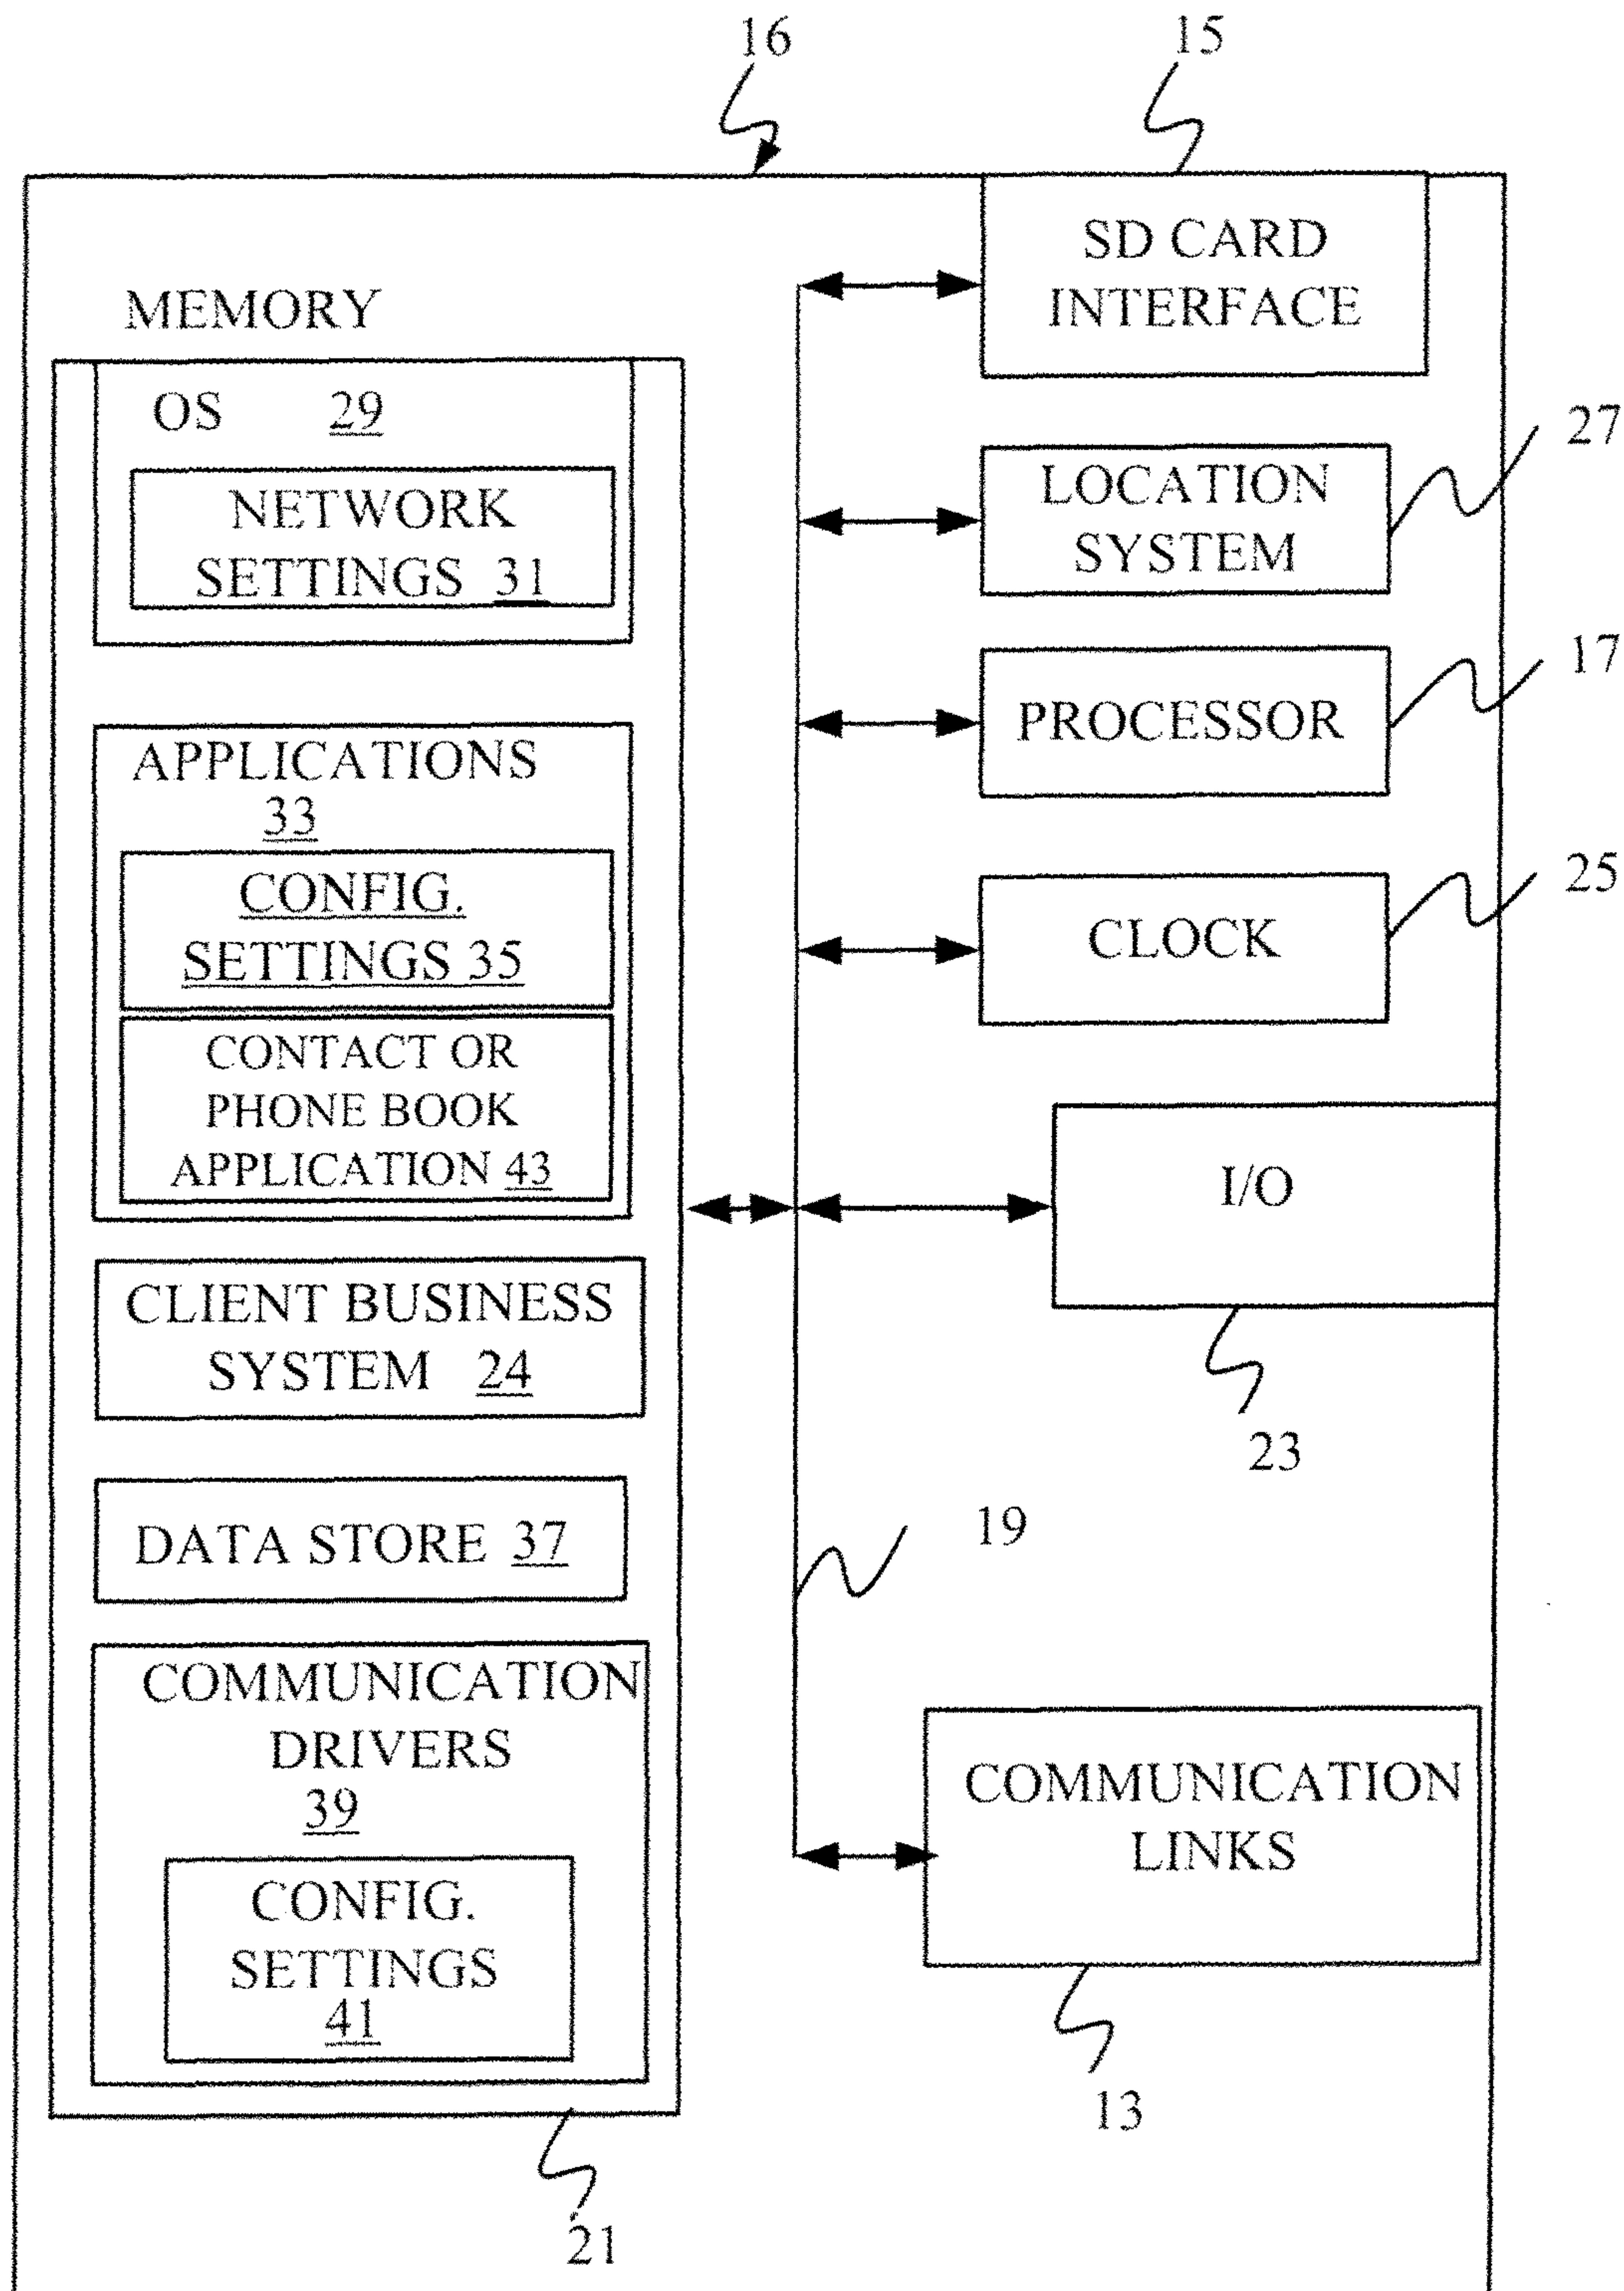 16
15
SD CARD
INTERFACE
MEMORY
OS 29
NETWORK
SETTINGS 31
27
LOCATION
SYSTEM
17
PROCESSOR
APPLICATIONS
33
CONFIG.
SETTINGS 35
25
CLOCK
CONTACT OR
PHONE BOOK
APPLICATION 43
I/O
23
CLIENT BUSINESS
SYSTEM 24
19
DATA STORE 37
COMMUNICATION
DRIVERS
39
CONFIG.
SETTINGS
41
COMMUNICATION
LINKS
13
21